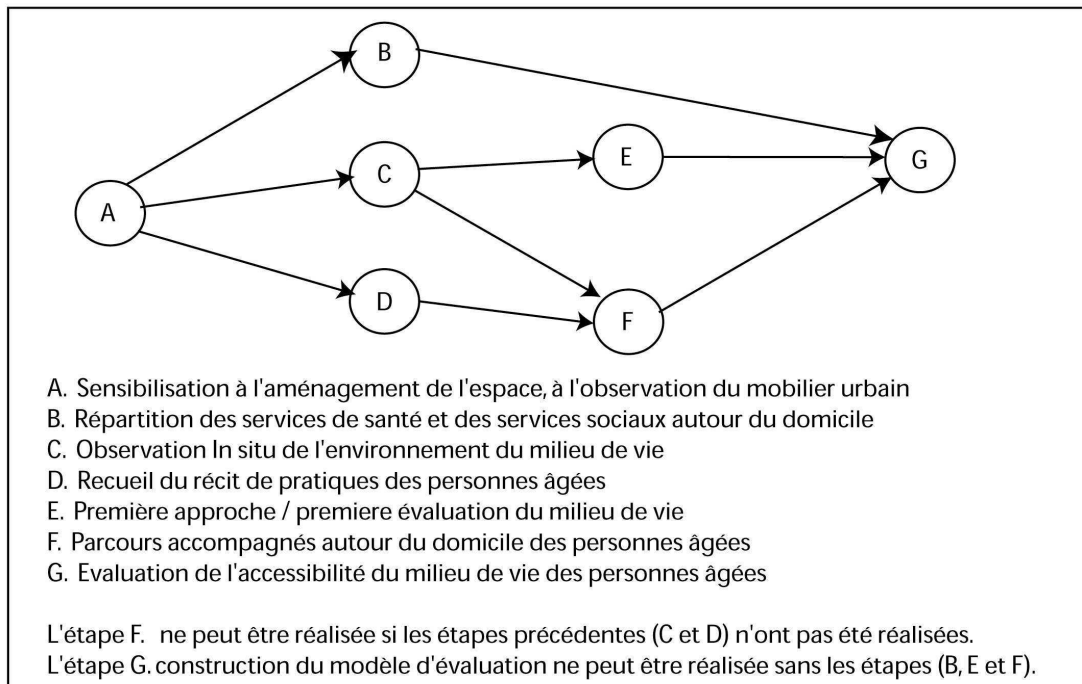 B
C
E
G
A
D
F
A. Sensibilisation à l'aménagement de l'espace, à l'observation du mobilier urbain
B. Répartition des services de santé et des services sociaux autour du domicile
C. Observation In situ de l'environnement du milieu de vie
D. Recueil du récit de pratiques des personnes âgées
E. Première approche / premiere évaluation du milieu de vie
F. Parcours accompagnés autour du domicile des personnes âgées
G. Evaluation de l'accessibilité du milieu de vie des personnes âgées
L'étape F. ne peut être réalisée si les étapes précédentes (C et D) n'ont pas été réalisées.
L'étape G. construction du modèle d'évaluation ne peut être réalisée sans les étapes (B, E et F).